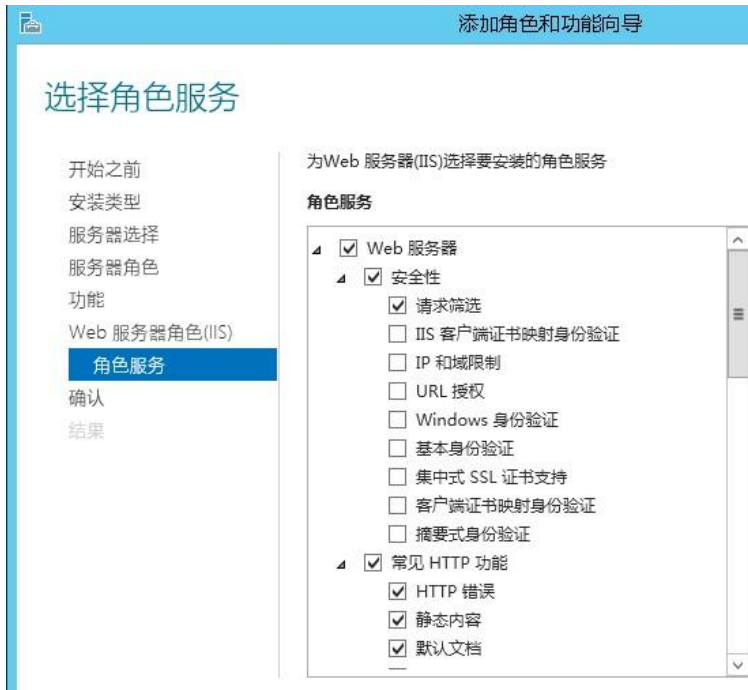 添加角色和功能向导
选择角色服务
开始之前
安装类型
服务器选择
服务器角色
功能
Web 服务器角色(IIS)
角色服务
确认
结果
为Web 服务器(IIS)选择要安装的角色服务
角色服务
Web 服务器
安全性
请求筛选
IIS 客户端证书映射身份验证
IP 和域限制
URL 授权
Windows 身份验证
基本身份验证
集中式 SSL 证书支持
客户端证书映射身份验证
摘要式身份验证
常见 HTTP 功能
HTTP 错误
静态内容
默认文档